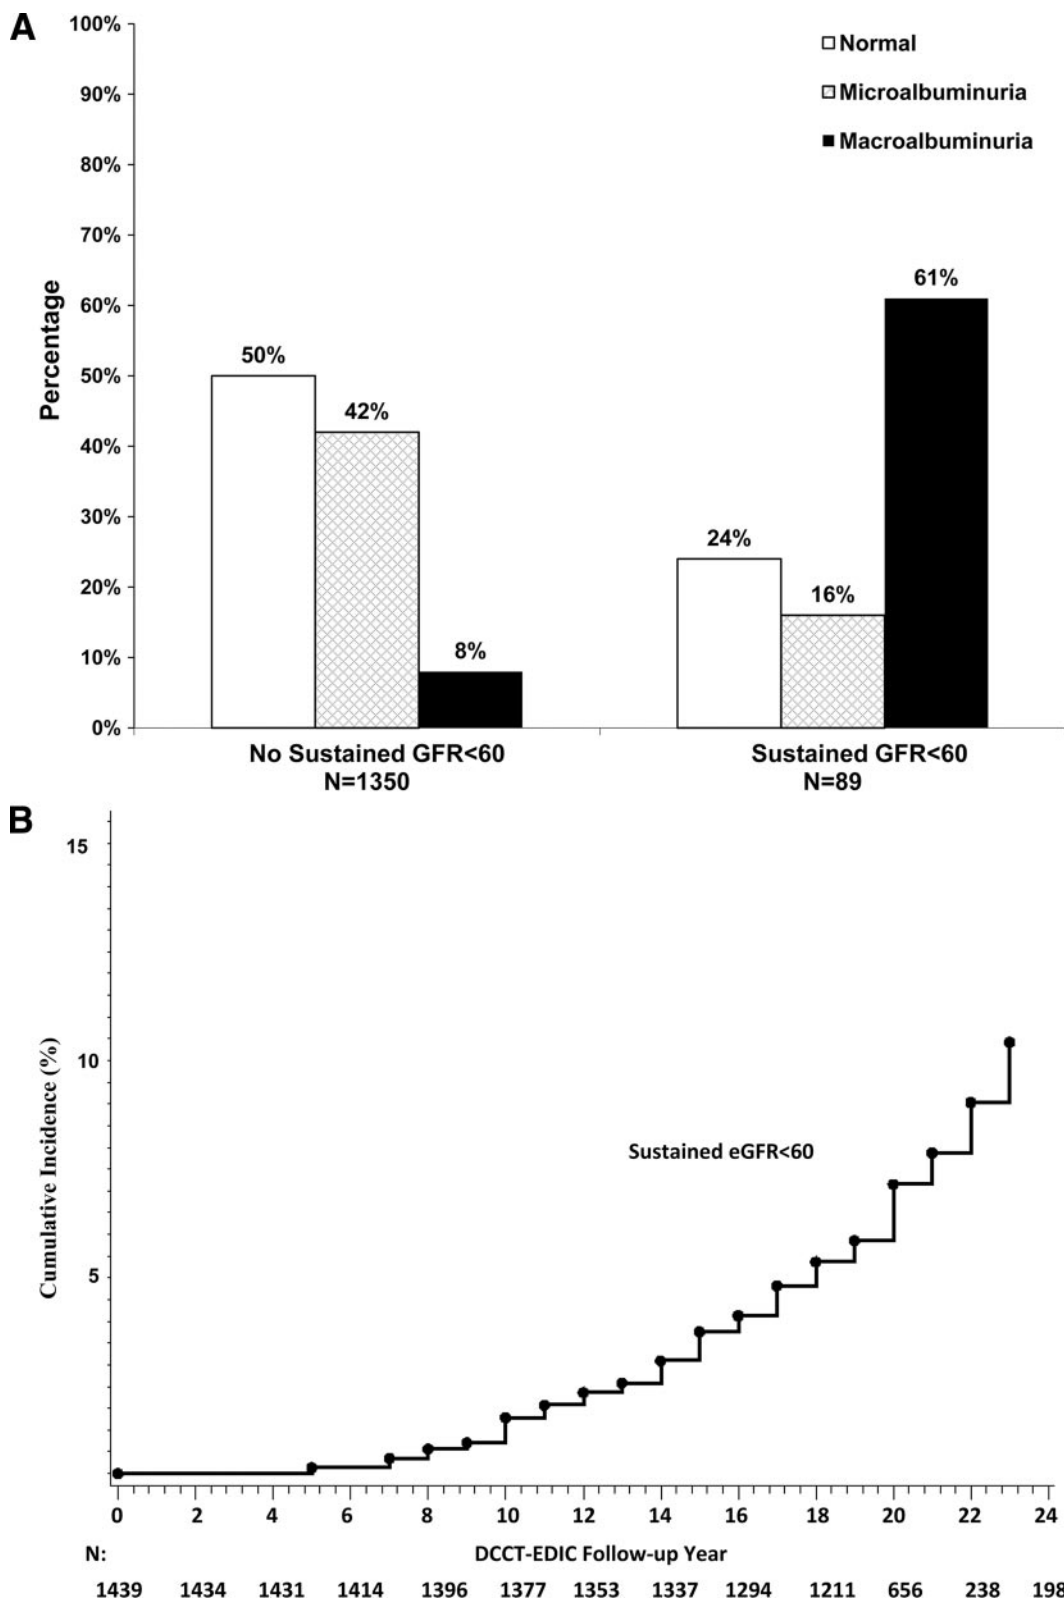 A
100%
90%
80%
70%
60%
50%
40%
30%
20%
10%
0%
Percentage
Normal
Microalbuminuria
Macroalbuminuria
50%
42%
8%
24%
16%
61%
No Sustained GFR<60
N=1350
Sustained GFR<60
N=89
B
15
10
5
Cumulative Incidence (%)
Sustained eGFR<60
0 2 4 6 8 10 12 14 16 18 20 22 24
N: DCCT-EDIC Follow-up Year
1439 1434 1431 1414 1396 1377 1353 1337 1294 1211 656 238 198